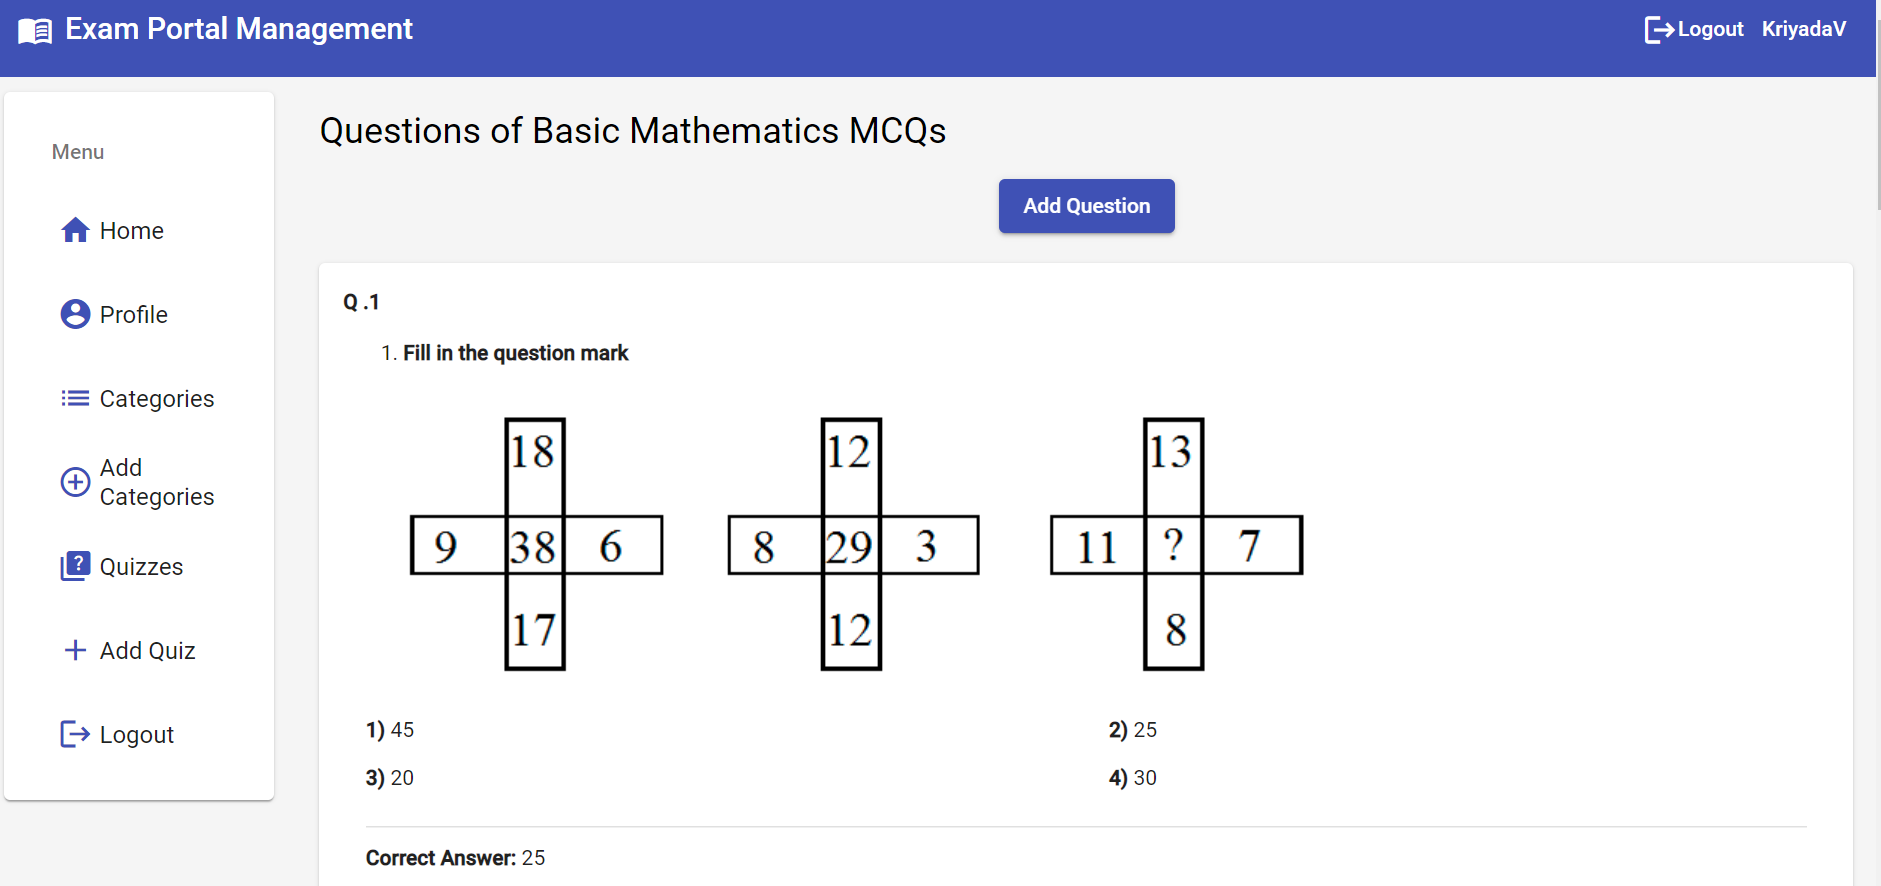 Exam Portal Management
Logout KriyadaV
Menu
Home
Profile
Categories
Add
Categories
Quizzes
Add Quiz
Logout
Questions of Basic Mathematics MCQs
Add Question
Q .1
1. Fill in the question mark
18 12 13
9 38 6 8 29 3 11 ? 7
17 12 8
1) 45 2) 25
3) 20 4) 30
Correct Answer: 25